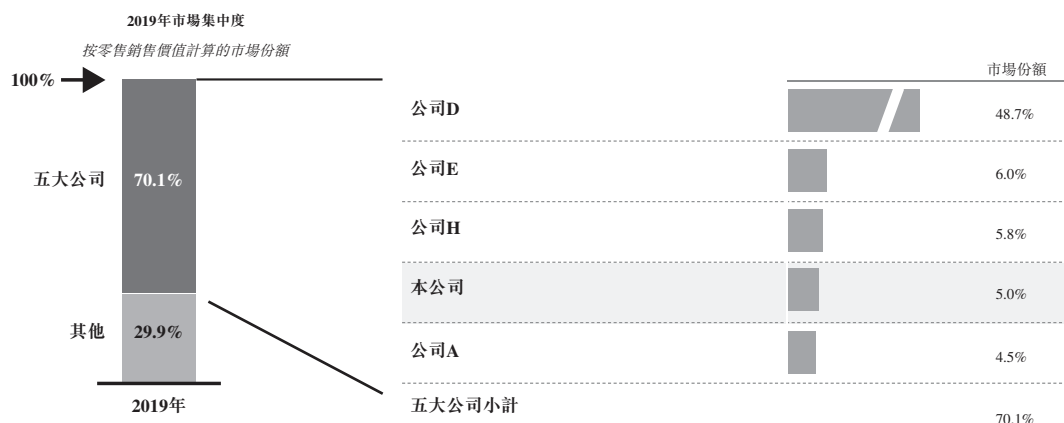 2019年市場集中度
按零售銷售價值計算的市場份額
100%
五大公司
70.1%
其他
29.9%
2019年
市場份額
公司D
48.7%
公司E
6.0%
公司H
5.8%
本公司
5.0%
公司A
4.5%
五大公司小計
70.1%